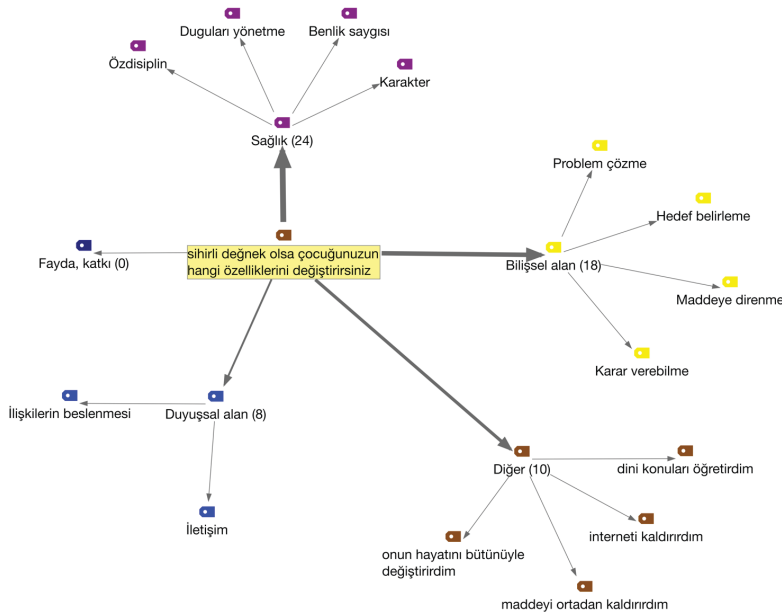 Duguları yönetme
Benlik saygısı
Özdisiplin
Karakter
Sağlık (24)
Problem çözme
Hedef belirleme
sihirli değnek olsa çocuğunuzun
hangi özelliklerini değiştirirsiniz
Fayda, katkı (0)
Bilişsel alan (18)
Maddeye direnme
Karar verebilme
İlişkilerin beslenmesi
Duyuşsal alan (8)
Diğer (10)
dini konuları öğretirdim
İletişim
interneti kaldırırdım
onun hayatını bütünüyle
değiştirirdim
maddeyi ortadan kaldırırdım